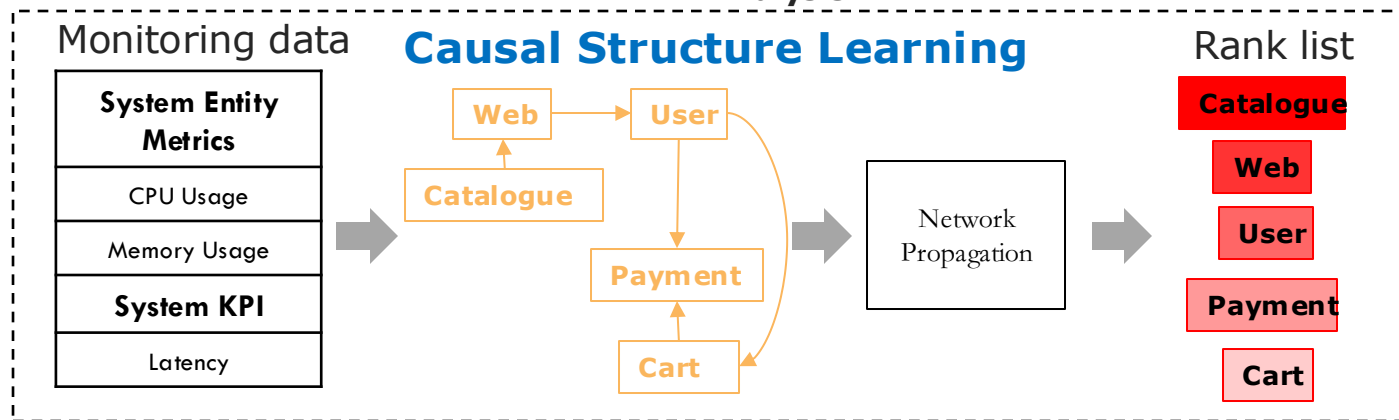 Monitoring data
System Entity
Metrics
CPU Usage
Memory Usage
System KPI
Latency
Causal Structure Learning
Web
User
Catalogue
Payment
Cart
Network
Propagation
Rank list
Catalogue
Web
User
Payment
Cart